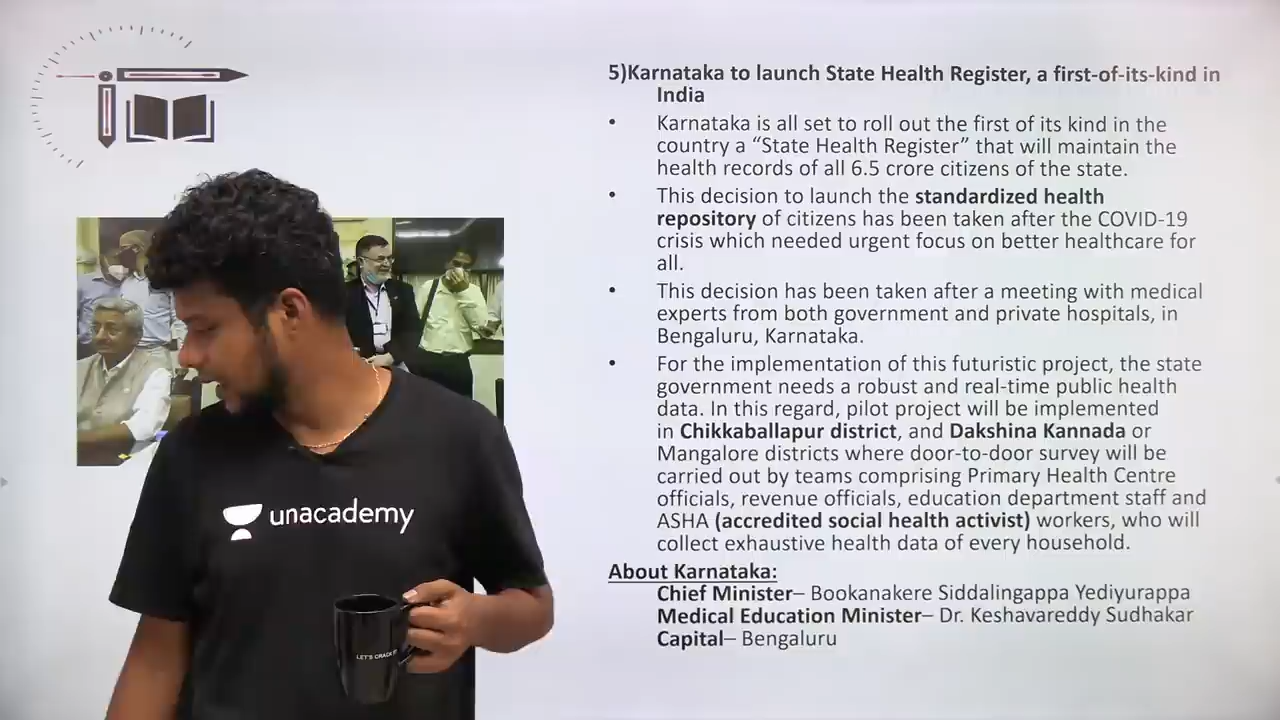 5)Karnataka to launch State Health Register, a first-of-its-kind in
India
• Karnataka is all set to roll out the first of its kind in the
country a “State Health Register” that will maintain the
health records of all 6.5 crore citizens of the state.
• This decision to launch the standardized health
repository of citizens has been taken after the COVID-19
crisis which needed urgent focus on better healthcare for
all.
• This decision has been taken after a meeting with medical
experts from both government and private hospitals, in
Bengaluru, Karnataka.
• For the implementation of this futuristic project, the state
government needs a robust and real-time public health
data. In this regard, pilot project will be implemented
in Chikkaballapur district, and Dakshina Kannada or
Mangalore districts where door-to-door survey will be
carried out by teams comprising Primary Health Centre
officials, revenue officials, education department staff and
ASHA (accredited social health activist) workers, who will
collect exhaustive health data of every household.
About Karnataka:
Chief Minister– Bookanakere Siddalingappa Yediyurappa
Medical Education Minister– Dr. Keshavareddy Sudhakar
Capital– Bengaluru
unacademy
LET'S CRACK